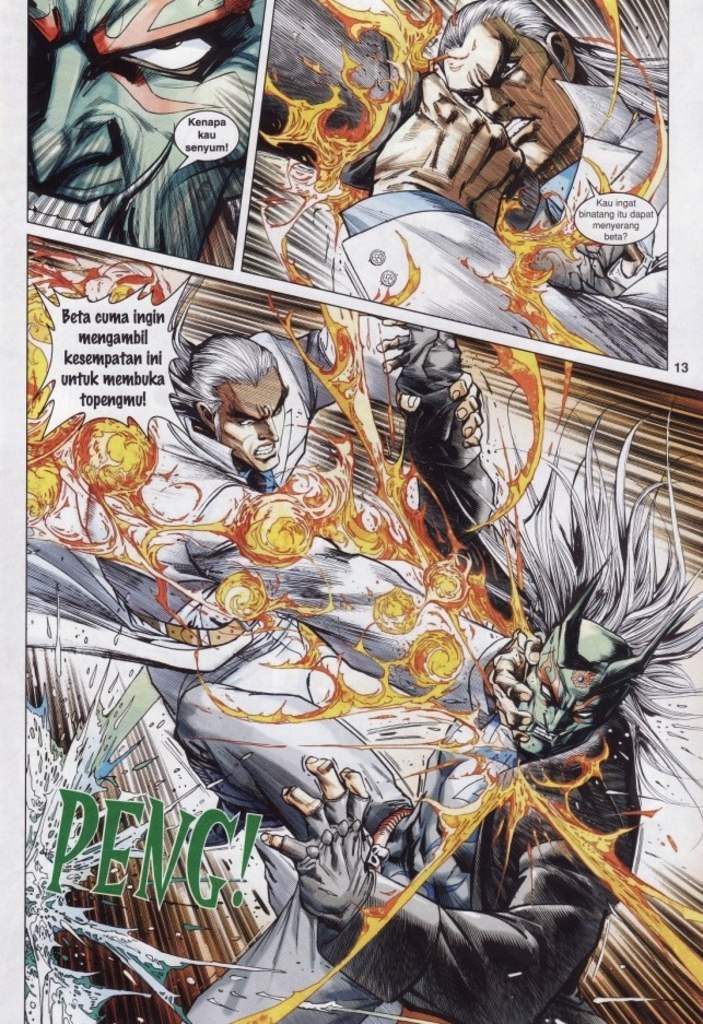 Kenapa
kau
senyum!
Kau ingat
binatang itu dapat
menyerang
beta?
13
Beta cuma ingin
mengambil
kesempatan ini
untuk membuka
topengmu!
PENG!